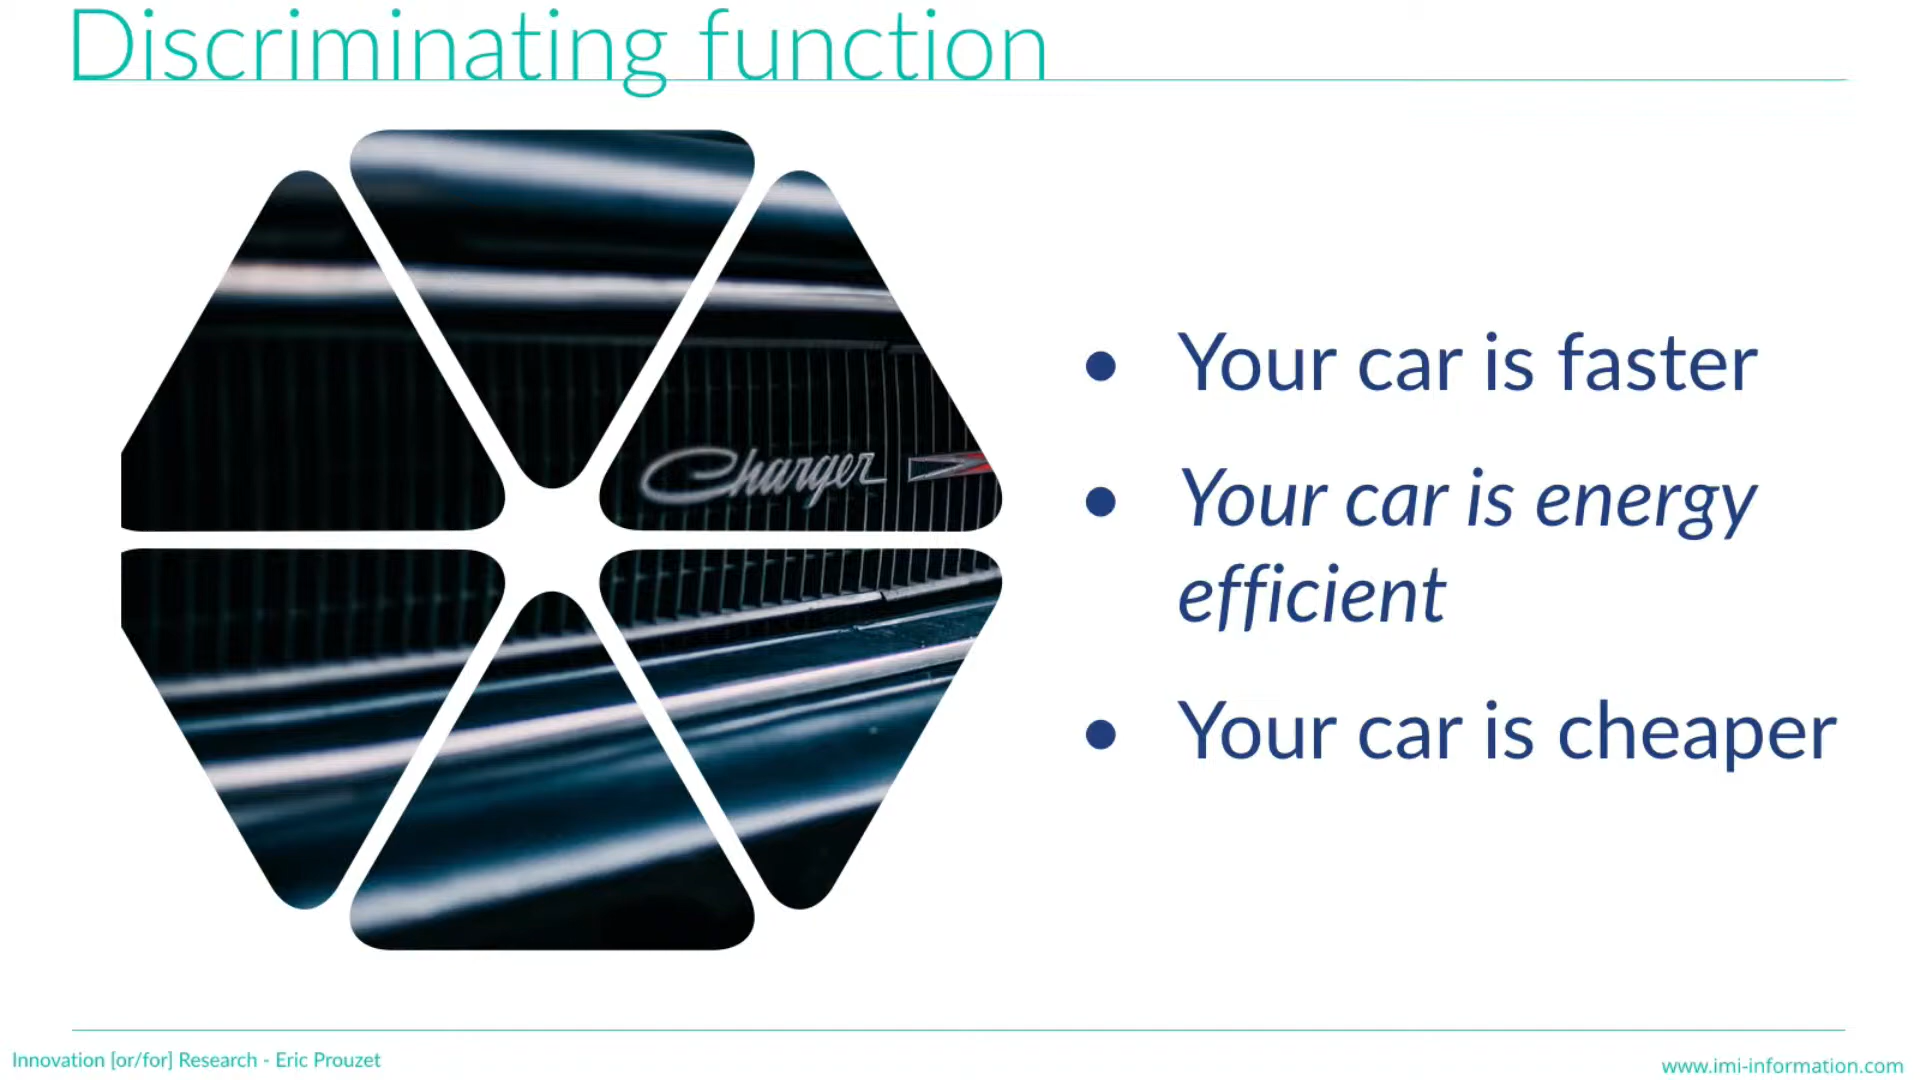 Discriminating function
Charger
• Your car is faster
• Your car is energy
efficient
• Your car is cheaper
Innovation [or/for] Research - Eric Prouzet
www.imi-information.com